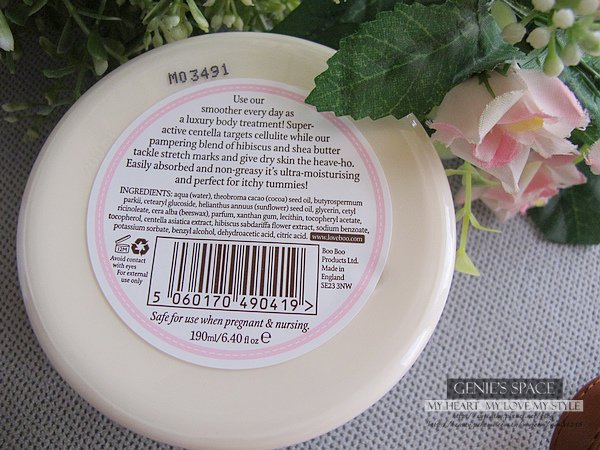 MO3491
Use our
smoother every day as
a luxury body treatment! Super-
active centella targets cellulite while our
pampering blend of hibiscus and shea butter
tackle stretch marks and give dry skin the heave-ho.
Easily absorbed and non-greasy it's ultra-moisturising
and perfect for itchy tummies!
INGREDIENTS: aqua (water), theobroma cacao (cocoa) seed oil, butyrospermum
parkii, cetearyl glucoside, helianthus annus (sunflower) seed oil, glycerin, cetyl
ricinoleate, cera alba (beeswax), parfum, xanthan gum, lecithin, tocopheryl acetate,
tocopherol, centella asiatica extract, hibiscus sabdariffa flower extract, sodium benzoate,
potassium sorbate, benzyl alcohol, dehydroacetic acid, citric acid. www.loveboo.com
12M
Avoid contact
with eyes
For external
use only
5 060170 490419 >
Boo Boo
Products Ltd.
Made in
England
SE23 3NW
Safe for use when pregnant & nursing.
190ml/6.40 fl oz e
GENIE'S SPACE
MY HEART MY LOVE MY STYLE